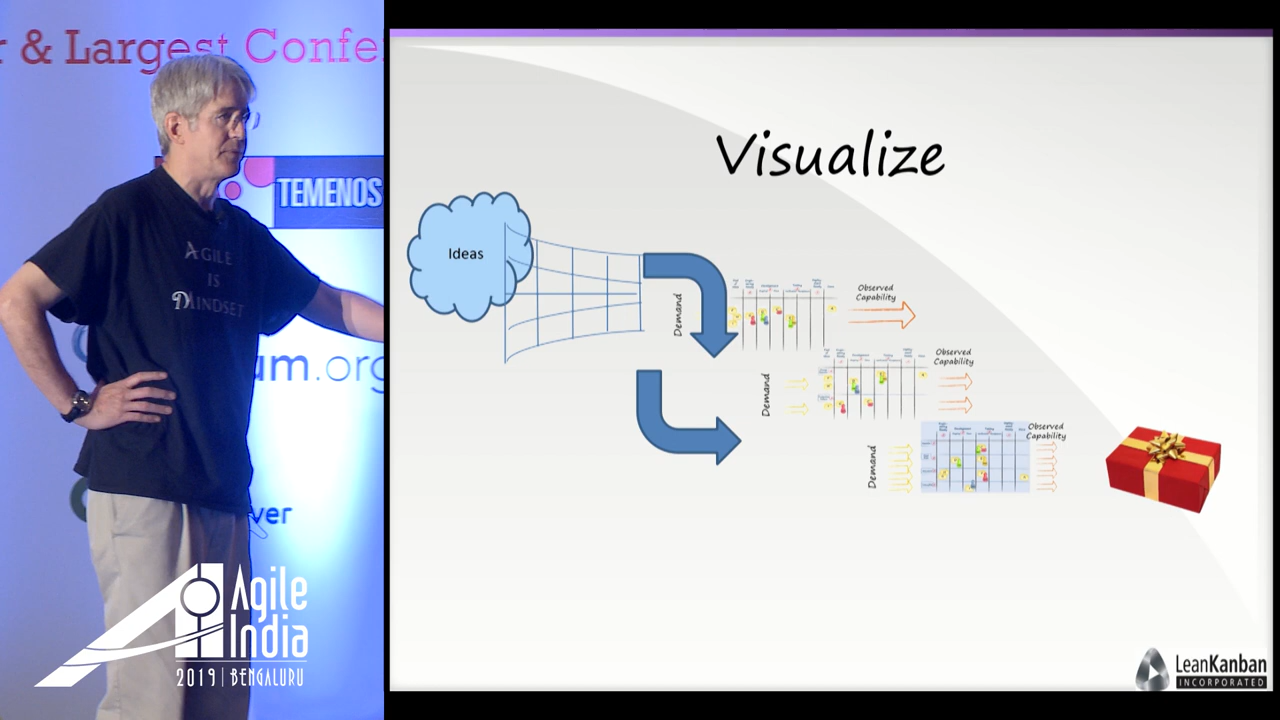 r & Largest Confe
TEMENOS
AGILE
IS
MINDSET
um.org
ver
Agile
India
2019 | BENGALURU
Visualize
Ideas
Demand
Observed
Capability
Demand
Observed
Capability
Demand
Observed
Capability
LeanKanban
INCORPORATED